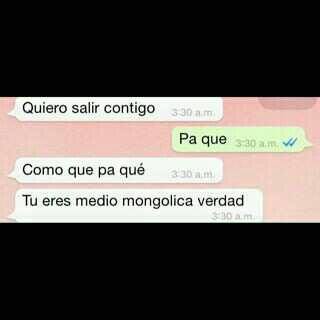 Quiero salir contigo 3:30 a.m.
Pa que 3:30 a.m.
Como que pa qué 3:30 a.m.
Tu eres medio mongolica verdad
3:30 a.m.